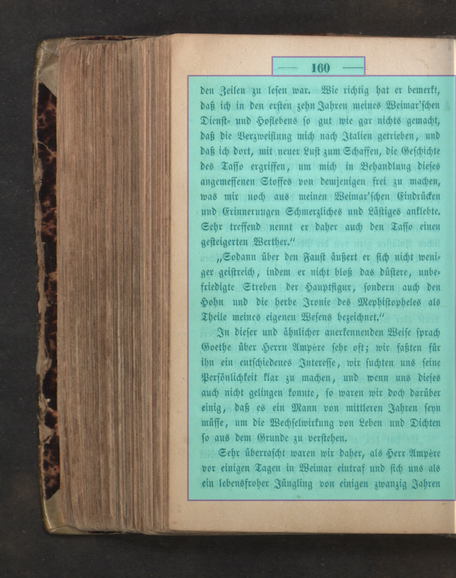 — 160 —
den Zeilen zu lesen war. Wie richtig hat er bemerkt,
daß ich in den ersten zehn Jahren meines Weimar'schen
Dienst- und Hoflebens so gut wie gar nichts gemacht,
daß die Verzweiflung mich nach Italien getrieben, und
daß ich dort, mit neuer Lust zum Schaffen, die Geschichte
des Tasso ergriffen, um mich in Behandlung dieses
angemessenen Stoffes von demjenigen frei zu machen,
was mir noch aus meinen Weimar'schen Eindrücken
und Erinnerungen Schmerzliches und Lästiges anklebte.
Sehr treffend nennt er daher auch den Tasso einen
gesteigerten Werther.“
„Sodann über den Faust äußert er sich nicht weni-
ger geistreich, indem er nicht bloß das düstere, unbe-
friedigte Streben der Hauptfigur, sondern auch den
Hohn und die herbe Ironie des Mephistopheles als
Theile meines eigenen Wesens bezeichnet.“
In dieser und ähnlicher anerkennenden Weise sprach
Goethe über Herrn Ampère sehr oft; wir faßten für
ihn ein entschiedenes Interesse, wir suchten uns seine
Persönlichkeit klar zu machen, und wenn uns dieses
auch nicht gelingen konnte, so waren wir doch darüber
einig, daß es ein Mann von mittleren Jahren seyn
müsse, um die Wechselwirkung von Leben und Dichten
so aus dem Grunde zu verstehen.
Sehr überrascht waren wir daher, als Herr Ampère
vor einigen Tagen in Weimar eintraf und sich uns als
ein lebensfroher Jüngling von einigen zwanzig Jahren